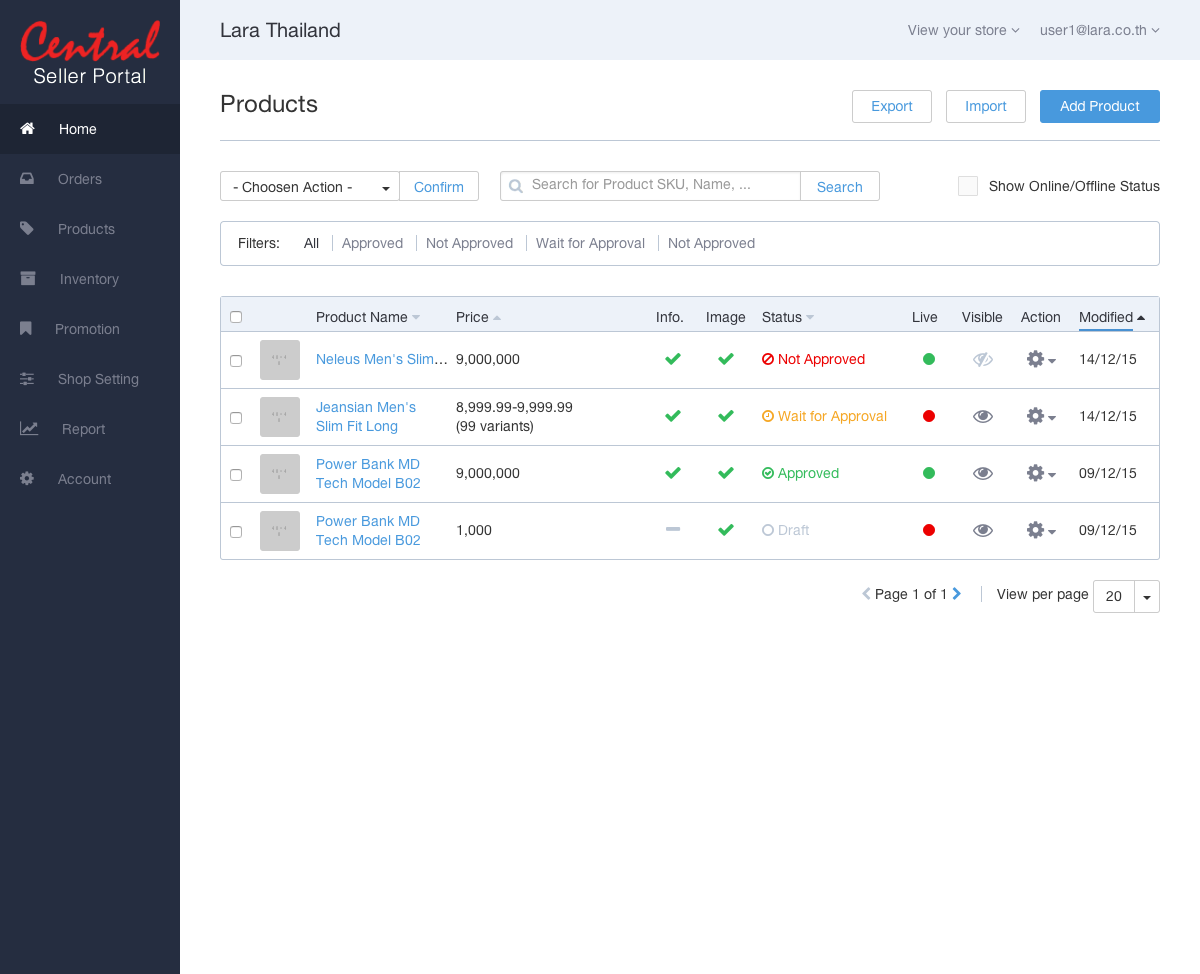 Central
Seller Portal
Home
Orders
Products
Inventory
Promotion
Shop Setting
Report
Account
Lara Thailand
View your store
user1@lara.co.th
Products
Export
Import
Add Product
- Choosen Action -
Confirm
Search for Product SKU, Name, ...
Search
Show Online/Offline Status
Filters: All Approved Not Approved Wait for Approval Not Approved
Product Name Price Info. Image Status Live Visible Action Modified
Neleus Men's Slim... 9,000,000 Not Approved 14/12/15
Jeansian Men's
Slim Fit Long
8,999.99-9,999.99
(99 variants)
Wait for Approval
14/12/15
Power Bank MD
Tech Model B02
9,000,000
Approved
09/12/15
Power Bank MD
Tech Model B02
1,000
Draft
09/12/15
Page 1 of 1
View per page
20